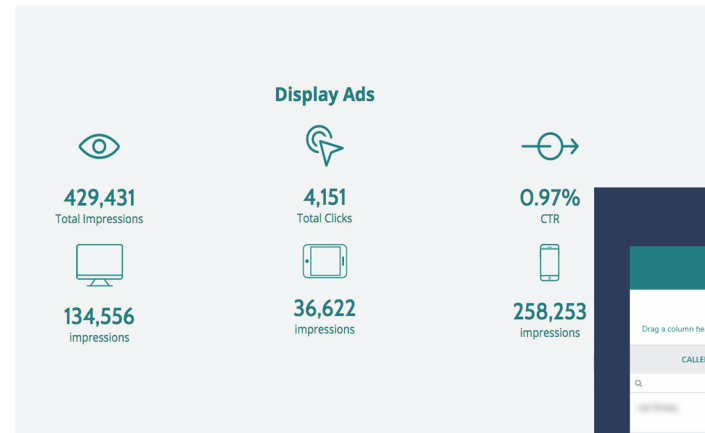 Display Ads
429,431
Total Impressions
4,151
Total Clicks
0.97%
CTR
134,556
impressions
36,622
impressions
258,253
impressions
Drag a column hea
CALLE